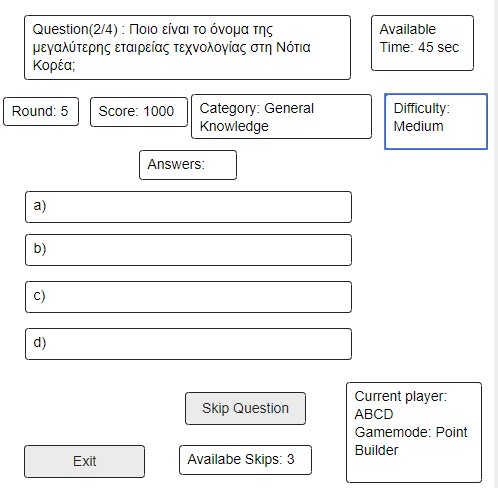 Question(2/4) : Ποιο είναι το όνομα της
μεγαλύτερης εταιρείας τεχνολογίας στη Νότια
Κορέα;
Available
Time: 45 sec
Round: 5
Score: 1000
Category: General
Knowledge
Difficulty:
Medium
Answers:
a)
b)
c)
d)
Skip Question
Current player:
ABCD
Gamemode: Point
Builder
Exit
Availabe Skips: 3